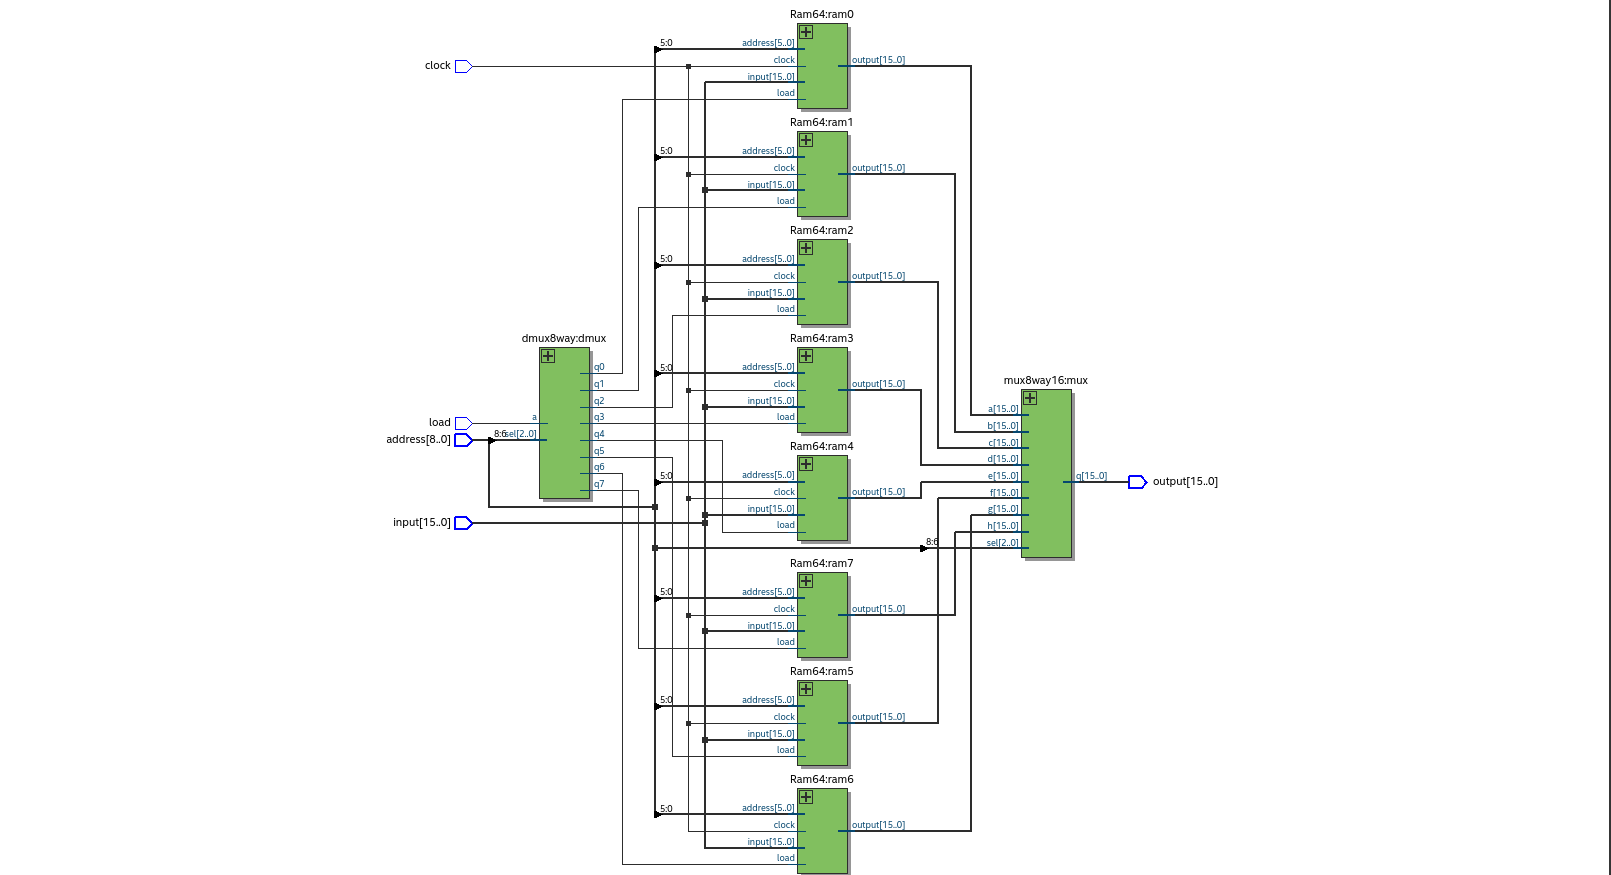 Ram64:ram0
5:0
address[5..0]
clock
input[15..0]
load
output[15..0]
clock
Ram64:ram1
5:0
address[5..0]
clock
input[15..0]
load
output[15..0]
Ram64:ram2
5:0
address[5..0]
clock
input[15..0]
load
output[15..0]
dmux8way:dmux
q0
q1
q2
q3
q4
q5
q6
q7
a
8:6
sel[2..0]
load
address[8..0]
input[15..0]
Ram64:ram3
5:0
address[5..0]
clock
input[15..0]
load
output[15..0]
Ram64:ram4
5:0
address[5..0]
clock
input[15..0]
load
output[15..0]
mux8way16:mux
a[15..0]
b[15..0]
c[15..0]
d[15..0]
e[15..0]
f[15..0]
g[15..0]
h[15..0]
8:6
sel[2..0]
q[15..0]
output[15..0]
Ram64:ram7
5:0
address[5..0]
clock
input[15..0]
load
output[15..0]
Ram64:ram5
5:0
address[5..0]
clock
input[15..0]
load
output[15..0]
Ram64:ram6
5:0
address[5..0]
clock
input[15..0]
load
output[15..0]